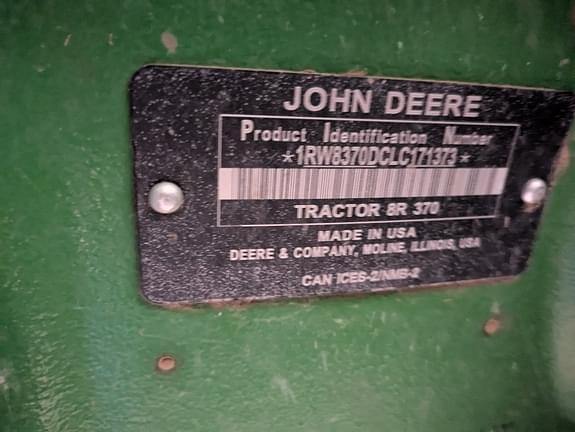 JOHN DEERE
Product Identification Number
*1RW8370DCLC171373*
TRACTOR 8R 370
MADE IN USA
DEERE & COMPANY, MOLINE, ILLINOIS, USA
CAN ICES-2/NMB-2